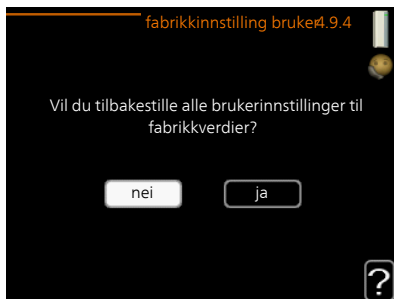 fabrikkinnstilling bruker4.9.4
Vil du tilbakestille alle brukerinnstillinger til
fabrikkverdier?
nei ja
?